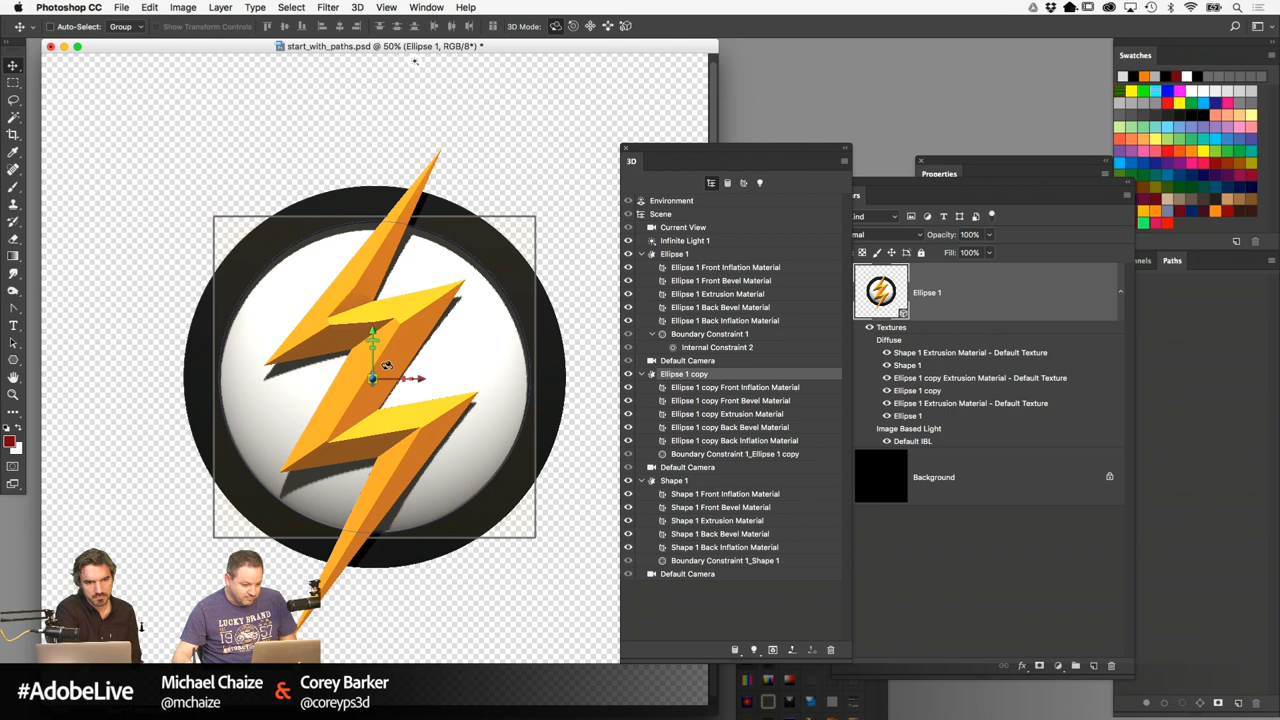 Photoshop CC File Edit Image Layer Type Select Filter 3D View Window Help
Auto-Select: Group Show Transform Controls 3D Mode:
start_with_paths.psd @ 50% (Ellipse 1, RGB/8*) *
3D
Environment
Scene
Current View
Infinite Light 1
Ellipse 1
Ellipse 1 Front Inflation Material
Ellipse 1 Front Bevel Material
Ellipse 1 Extrusion Material
Ellipse 1 Back Bevel Material
Ellipse 1 Back Inflation Material
Boundary Constraint 1
Internal Constraint 2
Default Camera
Ellipse 1 copy
Ellipse 1 copy Front Inflation Material
Ellipse 1 copy Front Bevel Material
Ellipse 1 copy Extrusion Material
Ellipse 1 copy Back Bevel Material
Ellipse 1 copy Back Inflation Material
Boundary Constraint 1_Ellipse 1 copy
Default Camera
Shape 1
Shape 1 Front Inflation Material
Shape 1 Front Bevel Material
Shape 1 Extrusion Material
Shape 1 Back Bevel Material
Shape 1 Back Inflation Material
Boundary Constraint 1_Shape 1
Default Camera
Properties
ers
Kind
mal Opacity: 100%
Fill: 100%
Ellipse 1
Textures
Diffuse
Shape 1 Extrusion Material - Default Texture
Shape 1
Ellipse 1 copy Extrusion Material - Default Texture
Ellipse 1 copy
Ellipse 1 Extrusion Material - Default Texture
Ellipse 1
Image Based Light
Default IBL
Background
Swatches
nnels Paths
LUCKY BRAND
#AdobeLive
Michael Chaize & Corey Barker
@mchaize @coreyps3d